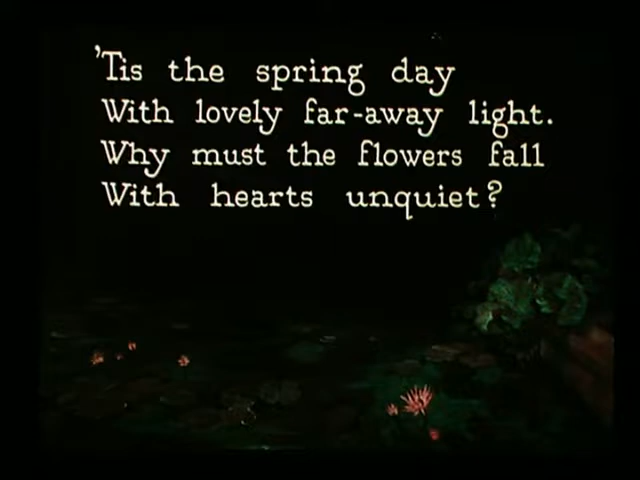 'Tis the spring day
With lovely far-away light.
Why must the flowers fall
With hearts unquiet?